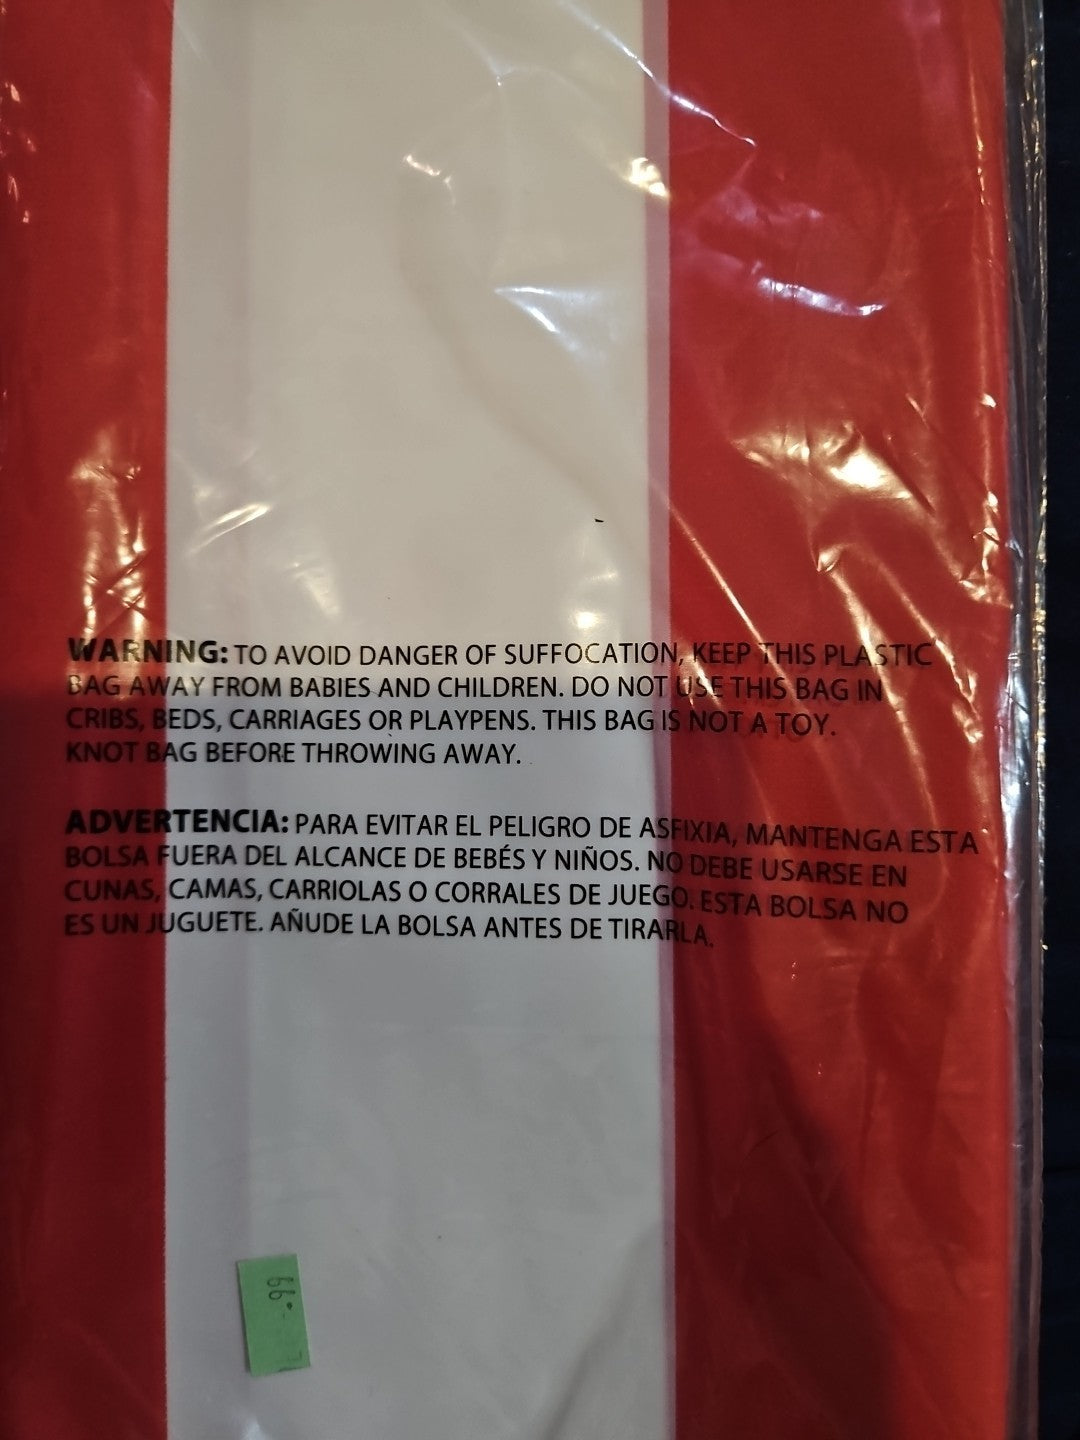 WARNING: TO AVOID DANGER OF SUFFOCATION, KEEP THIS PLASTIC
BAG AWAY FROM BABIES AND CHILDREN. DO NOT USE THIS BAG IN
CRIBS, BEDS, CARRIAGES OR PLAYPENS. THIS BAG IS NOT A TOY.
KNOT BAG BEFORE THROWING AWAY.
ADVERTENCIA: PARA EVITAR EL PELIGRO DE ASFIXIA, MANTENGA ESTA
BOLSA FUERA DEL ALCANCE DE BEBÉS Y NIÑOS. NO DEBE USARSE EN
CUNAS, CAMAS, CARRIOLAS O CORRALES DE JUEGO. ESTA BOLSA NO
ES UN JUGUETE. AÑUDE LA BOLSA ANTES DE TIRARLA.